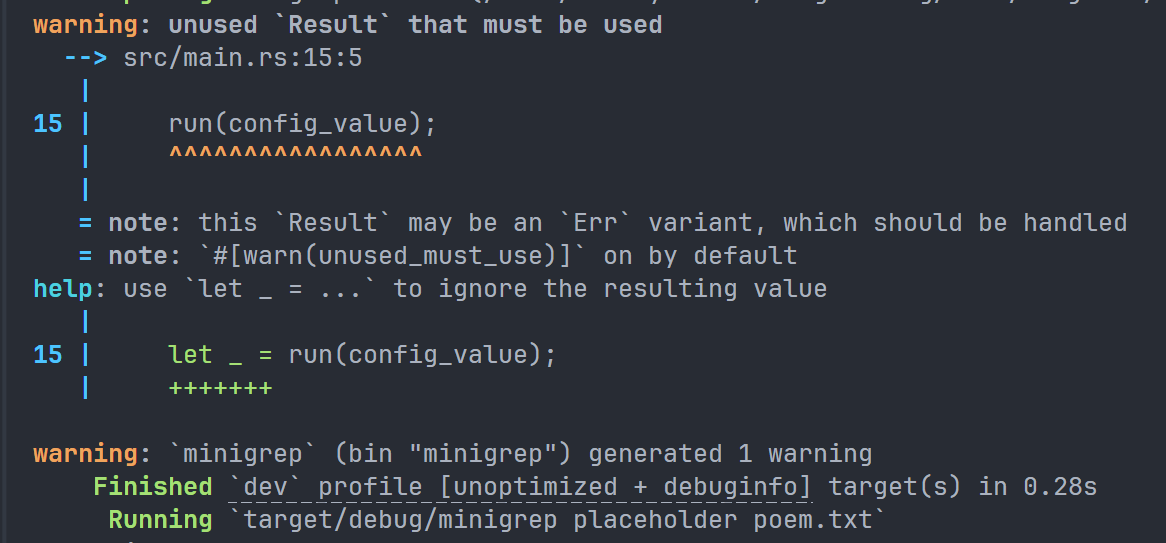 warning: unused `Result` that must be used
  --> src/main.rs:15:5
   |
15 |     run(config_value);
   |     ^^^^^^^^^^^^^^^^^
   |
   = note: this `Result` may be an `Err` variant, which should be handled
   = note: `#[warn(unused_must_use)]` on by default
help: use `let _ = ...` to ignore the resulting value
   |
15 |     let _ = run(config_value);
   |     +++++++

warning: `minigrep` (bin "minigrep") generated 1 warning
    Finished `dev` profile [unoptimized + debuginfo] target(s) in 0.28s
     Running `target/debug/minigrep placeholder poem.txt`